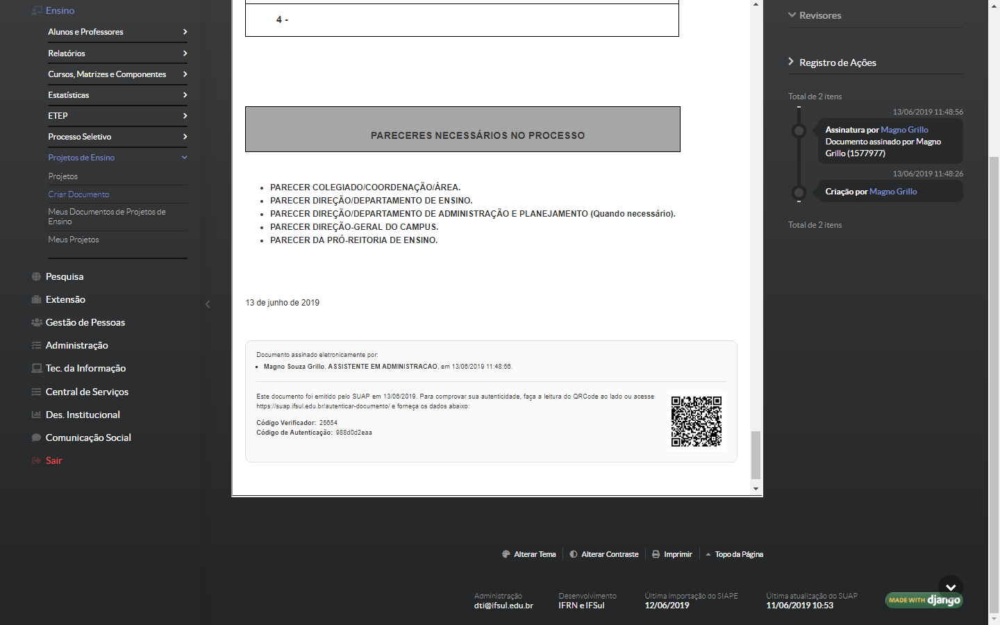 Ensino
Alunos e Professores
Relatórios
Cursos, Matrizes e Componentes
Estatísticas
ETEP
Processo Seletivo
Projetos de Ensino
Projetos
Criar Documento
Meus Documentos de Projetos de
Ensino
Meus Projetos
Pesquisa
Extensão
Gestão de Pessoas
Administração
Tec. da Informação
Central de Serviços
Des. Institucional
Comunicação Social
Sair
4 -
PARECERES NECESSÁRIOS NO PROCESSO
• PARECER COLEGIADO/COORDENAÇÃO/ÁREA.
• PARECER DIREÇÃO/DEPARTAMENTO DE ENSINO.
• PARECER DIREÇÃO/DEPARTAMENTO DE ADMINISTRAÇÃO E PLANEJAMENTO (Quando necessário).
• PARECER DIREÇÃO-GERAL DO CAMPUS.
• PARECER DA PRÓ-REITORIA DE ENSINO.
13 de junho de 2019
Documento assinado eletronicamente por:
▪ Magno Souza Grillo, ASSISTENTE EM ADMINISTRACAO, em 13/06/2019 11:48:56.
Este documento foi emitido pelo SUAP em 13/06/2019. Para comprovar sua autenticidade, faça a leitura do QRCode ao lado ou acesse
https://suap.ifsul.edu.br/autenticar-documento/ e forneça os dados abaixo:
Código Verificador: 25654
Código de Autenticação: 988d0d2eaa
Revisores
Registro de Ações
Total de 2 itens
13/06/2019 11:48:56
Assinatura por Magno Grillo
Documento assinado por Magno
Grillo (1577977)
13/06/2019 11:48:26
Criação por Magno Grillo
Total de 2 itens
Alterar Tema
Alterar Contraste
Imprimir
Topo da Página
Administração
dti@ifsul.edu.br
Desenvolvimento
IFRN e IFSul
Última importação do SIAPE
12/06/2019
Última atualização do SUAP
11/06/2019 10:53
MADE WITH django